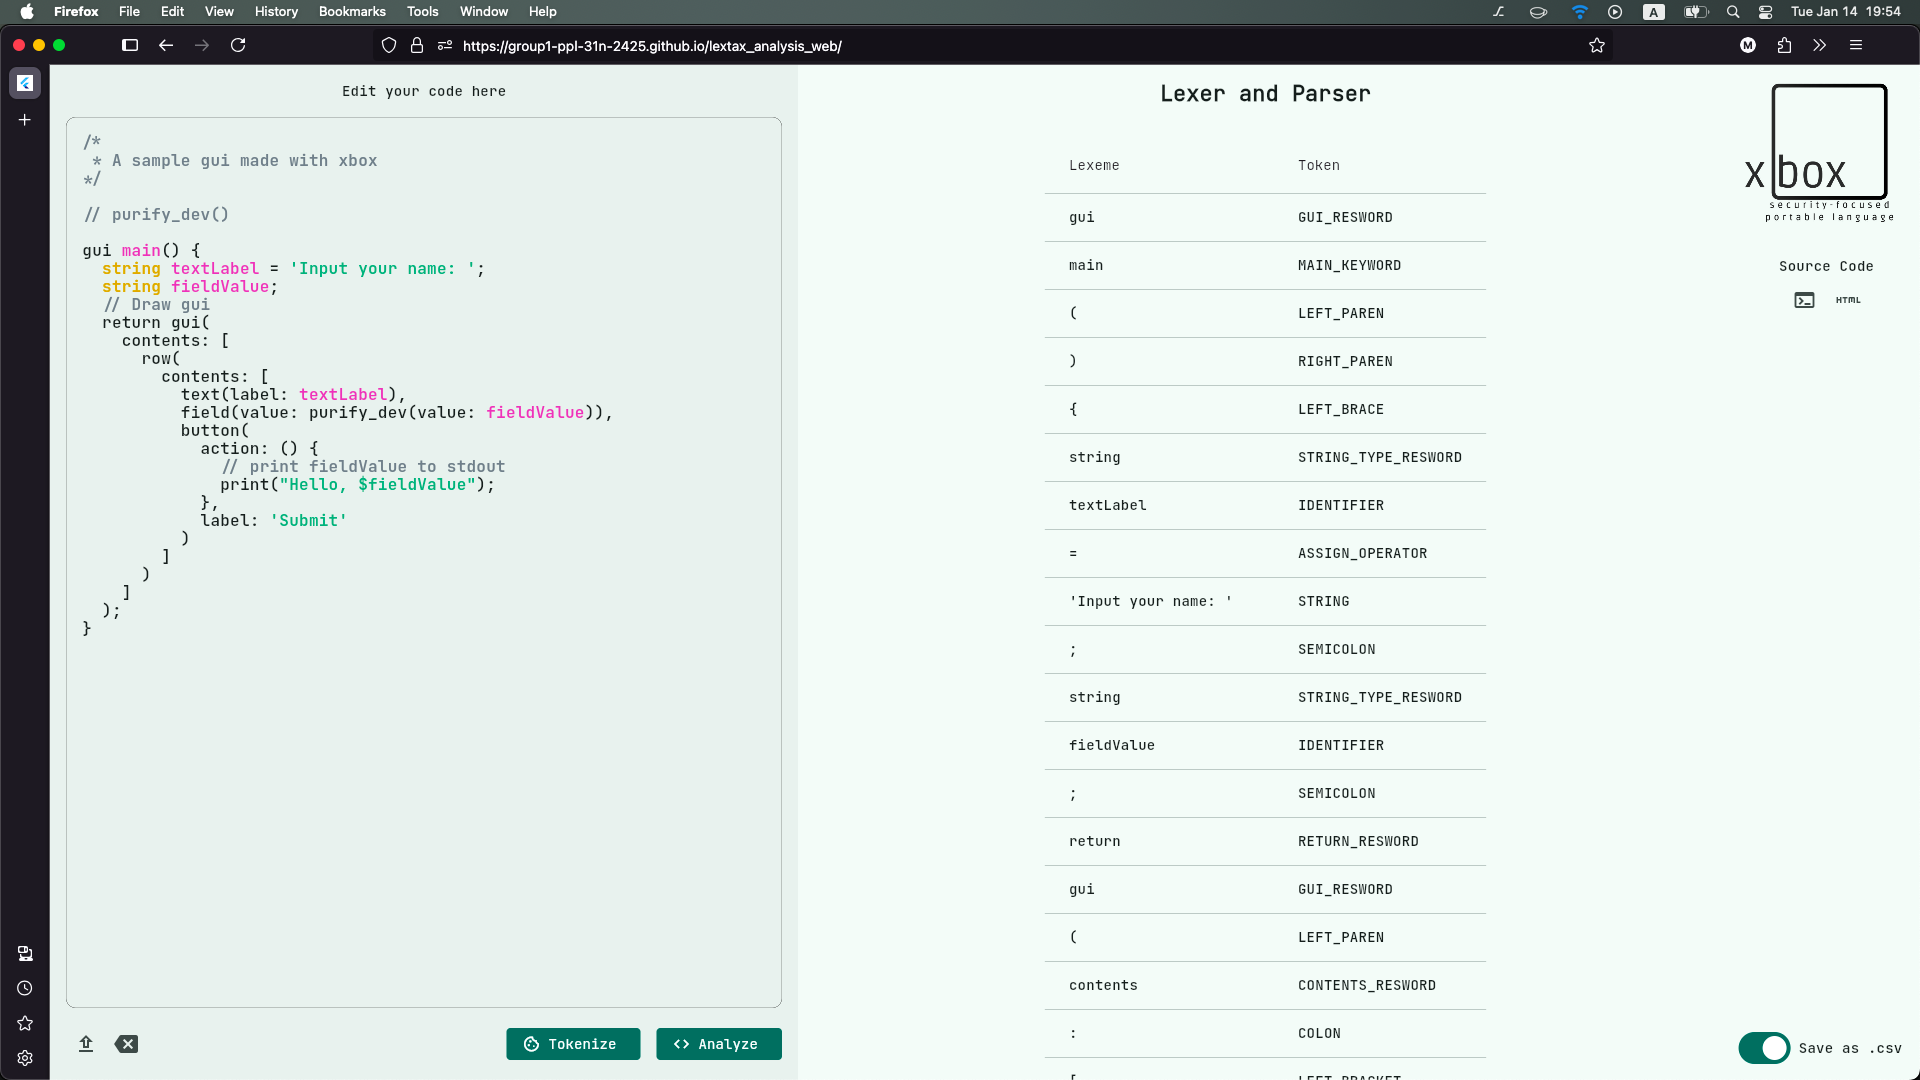 Firefox File Edit View History Bookmarks Tools Window Help
A
Tue Jan 14 19:54
https://group1-ppl-31n-2425.github.io/lextax_analysis_web/
M
Edit your code here
/*
 * A sample gui made with xbox
*/
// purify_dev()
gui main() {
  string textLabel = 'Input your name: ';
  string fieldValue;
  // Draw gui
  return gui(
    contents: [
      row(
        contents: [
          text(label: textLabel),
          field(value: purify_dev(value: fieldValue)),
          button(
            action: () {
              // print fieldValue to stdout
              print("Hello, $fieldValue");
            },
            label: 'Submit'
          )
        ]
      )
    ]
  );
}
Tokenize
Analyze
Lexer and Parser
Lexeme Token
gui GUI_RESWORD
main MAIN_KEYWORD
( LEFT_PAREN
) RIGHT_PAREN
{ LEFT_BRACE
string STRING_TYPE_RESWORD
textLabel IDENTIFIER
= ASSIGN_OPERATOR
'Input your name: ' STRING
; SEMICOLON
string STRING_TYPE_RESWORD
fieldValue IDENTIFIER
; SEMICOLON
return RETURN_RESWORD
gui GUI_RESWORD
( LEFT_PAREN
contents CONTENTS_RESWORD
: COLON
[ LEFT_BRACKET
xbox
security-focused
portable language
Source Code
HTML
Save as .csv